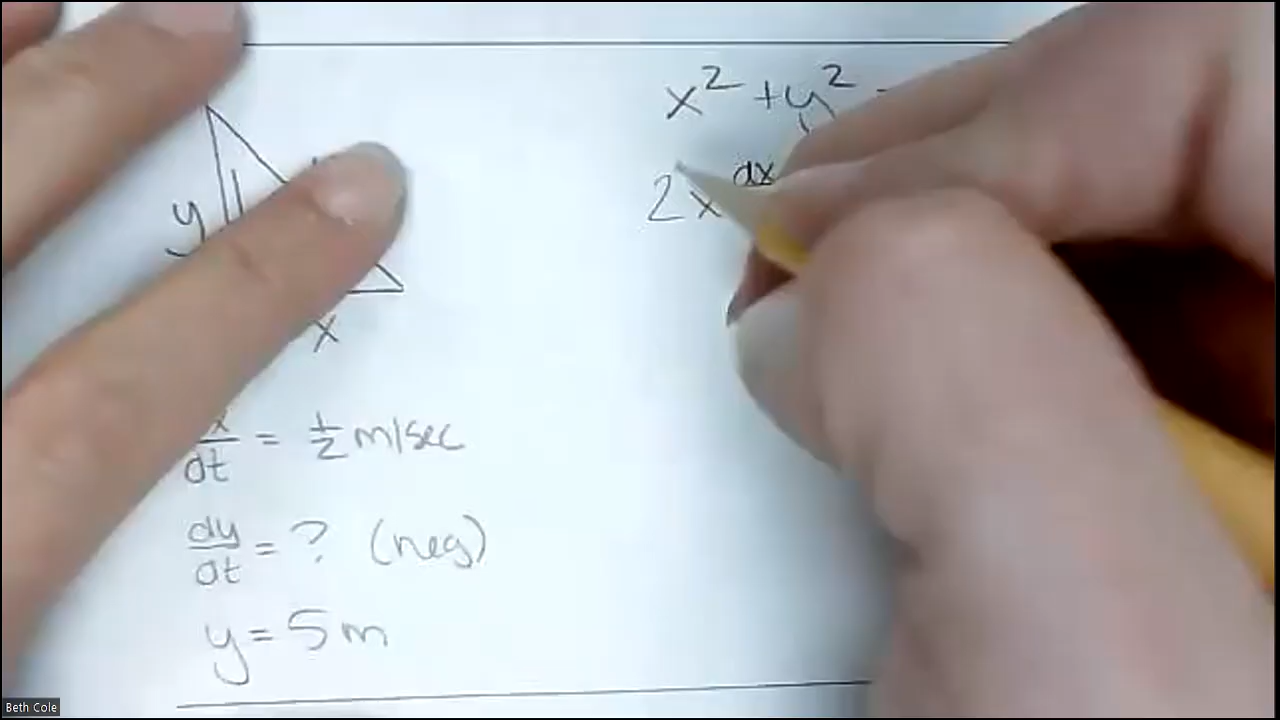 x² + y²
2x dx
y
x
dt = 1/2 m/sec
dy/dt = ? (neg)
y = 5 m
Beth Cole